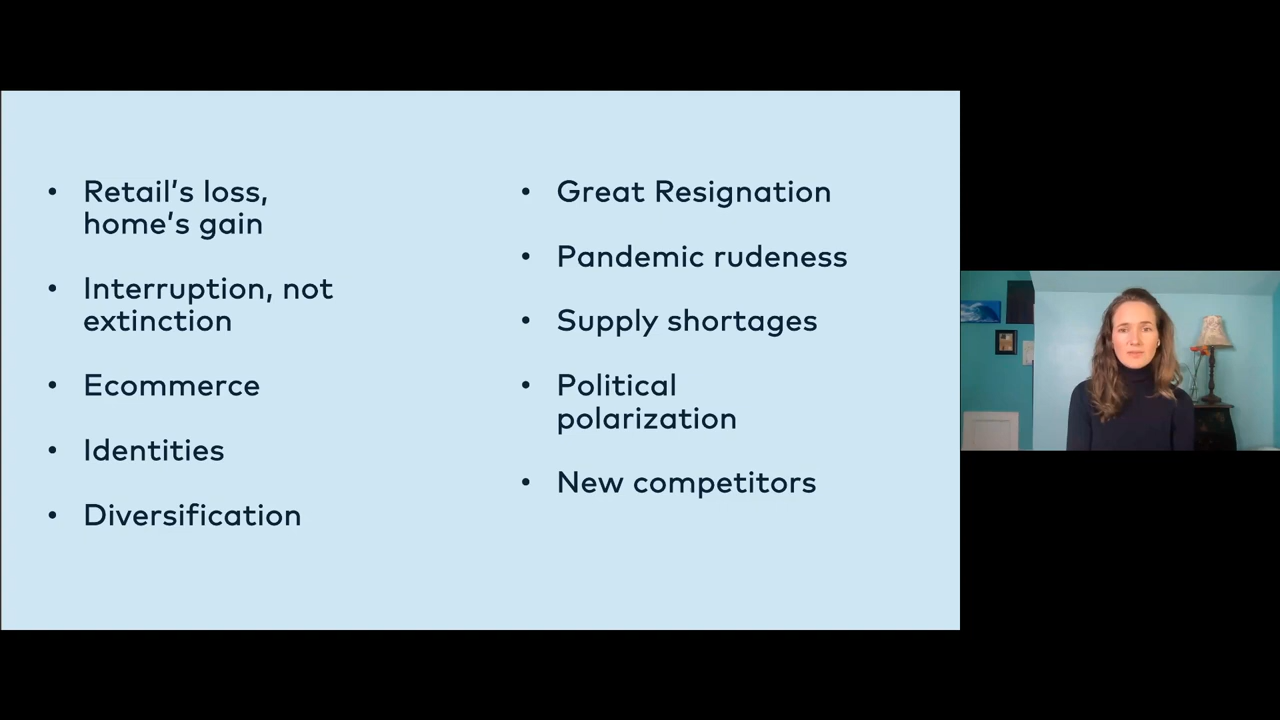 • Retail’s loss,
home’s gain
• Interruption, not
extinction
• Ecommerce
• Identities
• Diversification
• Great Resignation
• Pandemic rudeness
• Supply shortages
• Political
polarization
• New competitors